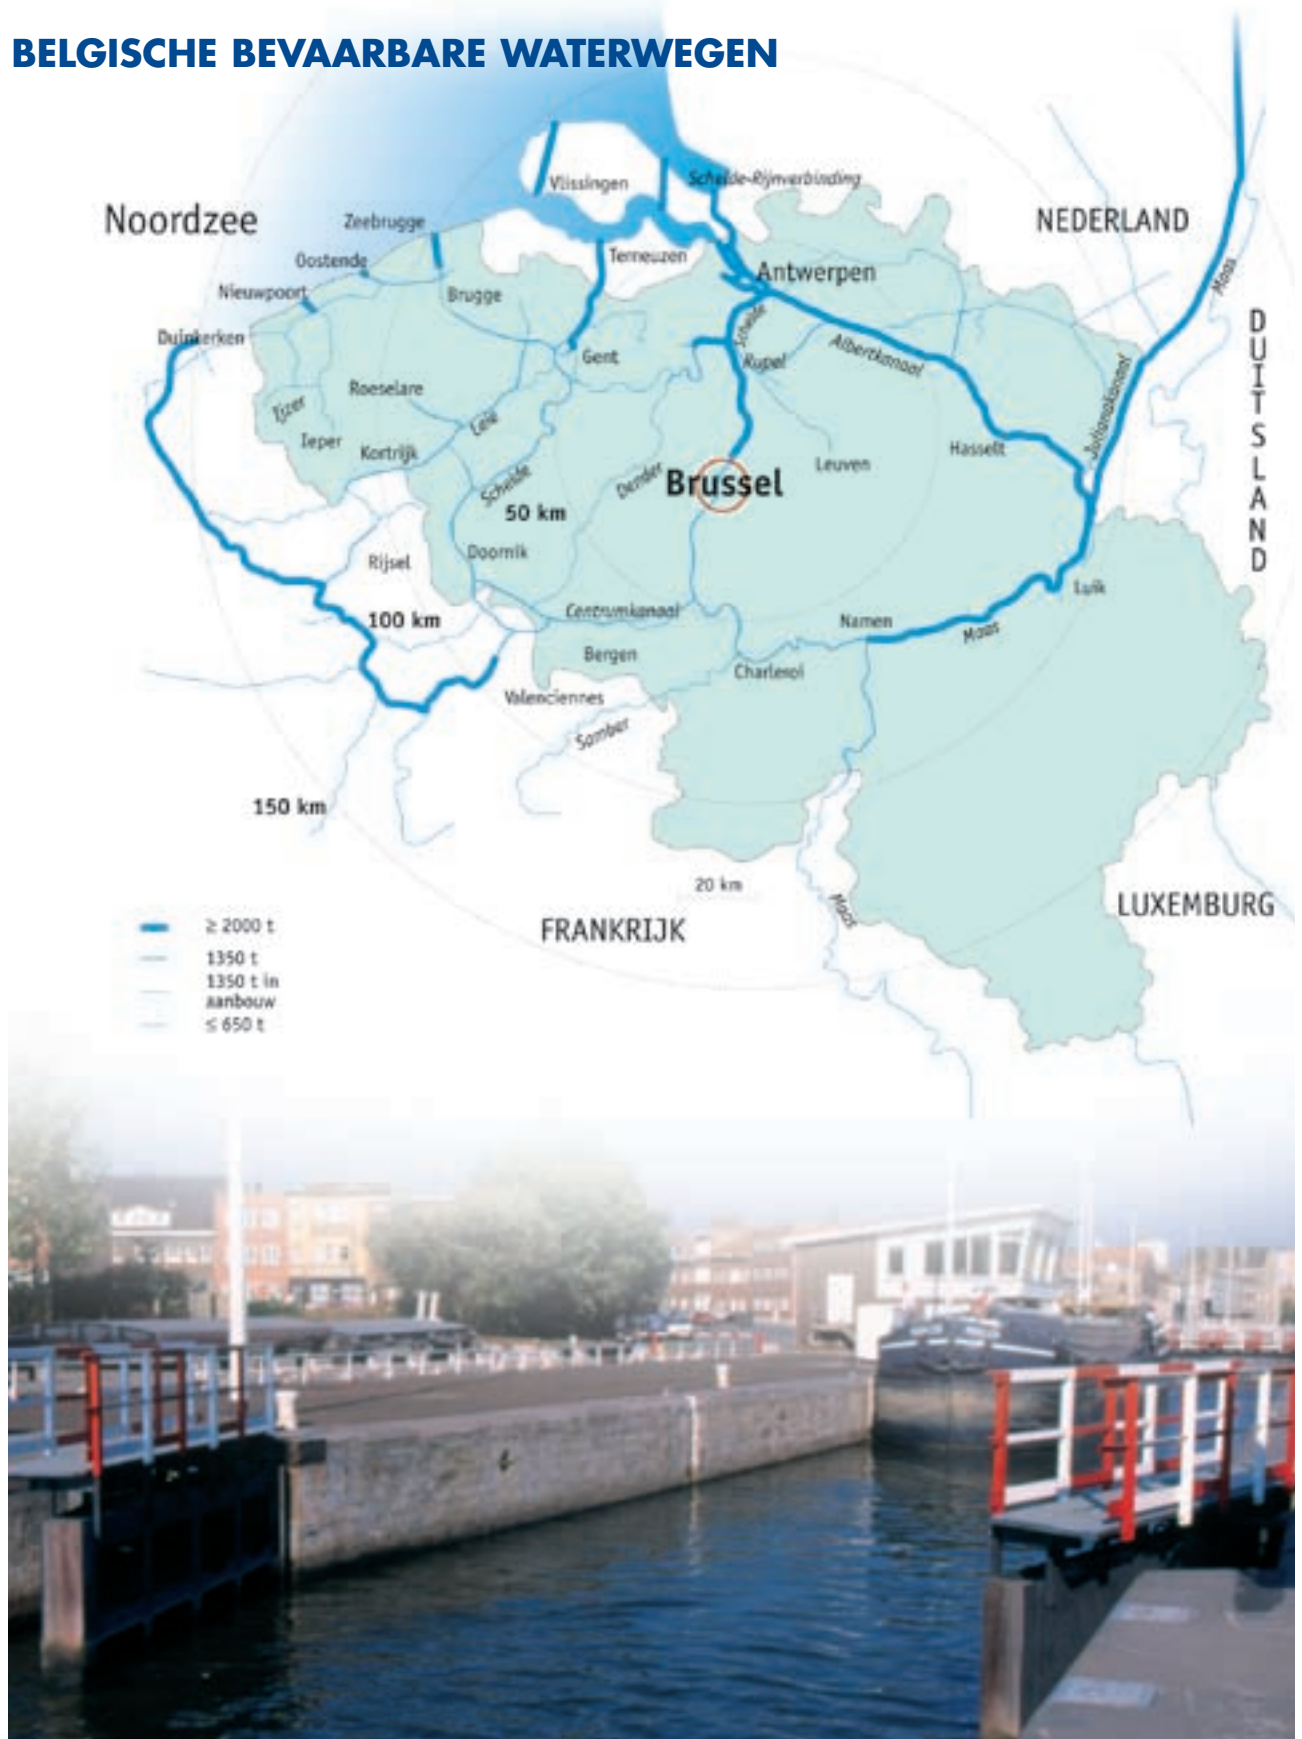 BELGISCHE BEVAARBARE WATERWEGEN
Vlissingen
Schelde-Rijnverbinding
Noordzee
Zeebrugge
NEDERLAND
Oostende
Terneuzen
Antwerpen
Maas
Nieuwpoort
Brugge
Duinkerken
Schelde
Gent
Rupel
Albertkanaal
DUITSLAND
Roeselare
Julianakanaal
Ijzer
Leie
Ieper
Kortrijk
Hasselt
Leuven
Schelde
Dender
Brussel
50 km
Doornik
Rijsel
Luik
100 km
Centrumkanaal
Namen
Maas
Bergen
Charleroi
Valenciennes
Samber
150 km
20 km
Maas
LUXEMBURG
FRANKRIJK
≥ 2000 t
1350 t
1350 t in
aanbouw
≤ 650 t